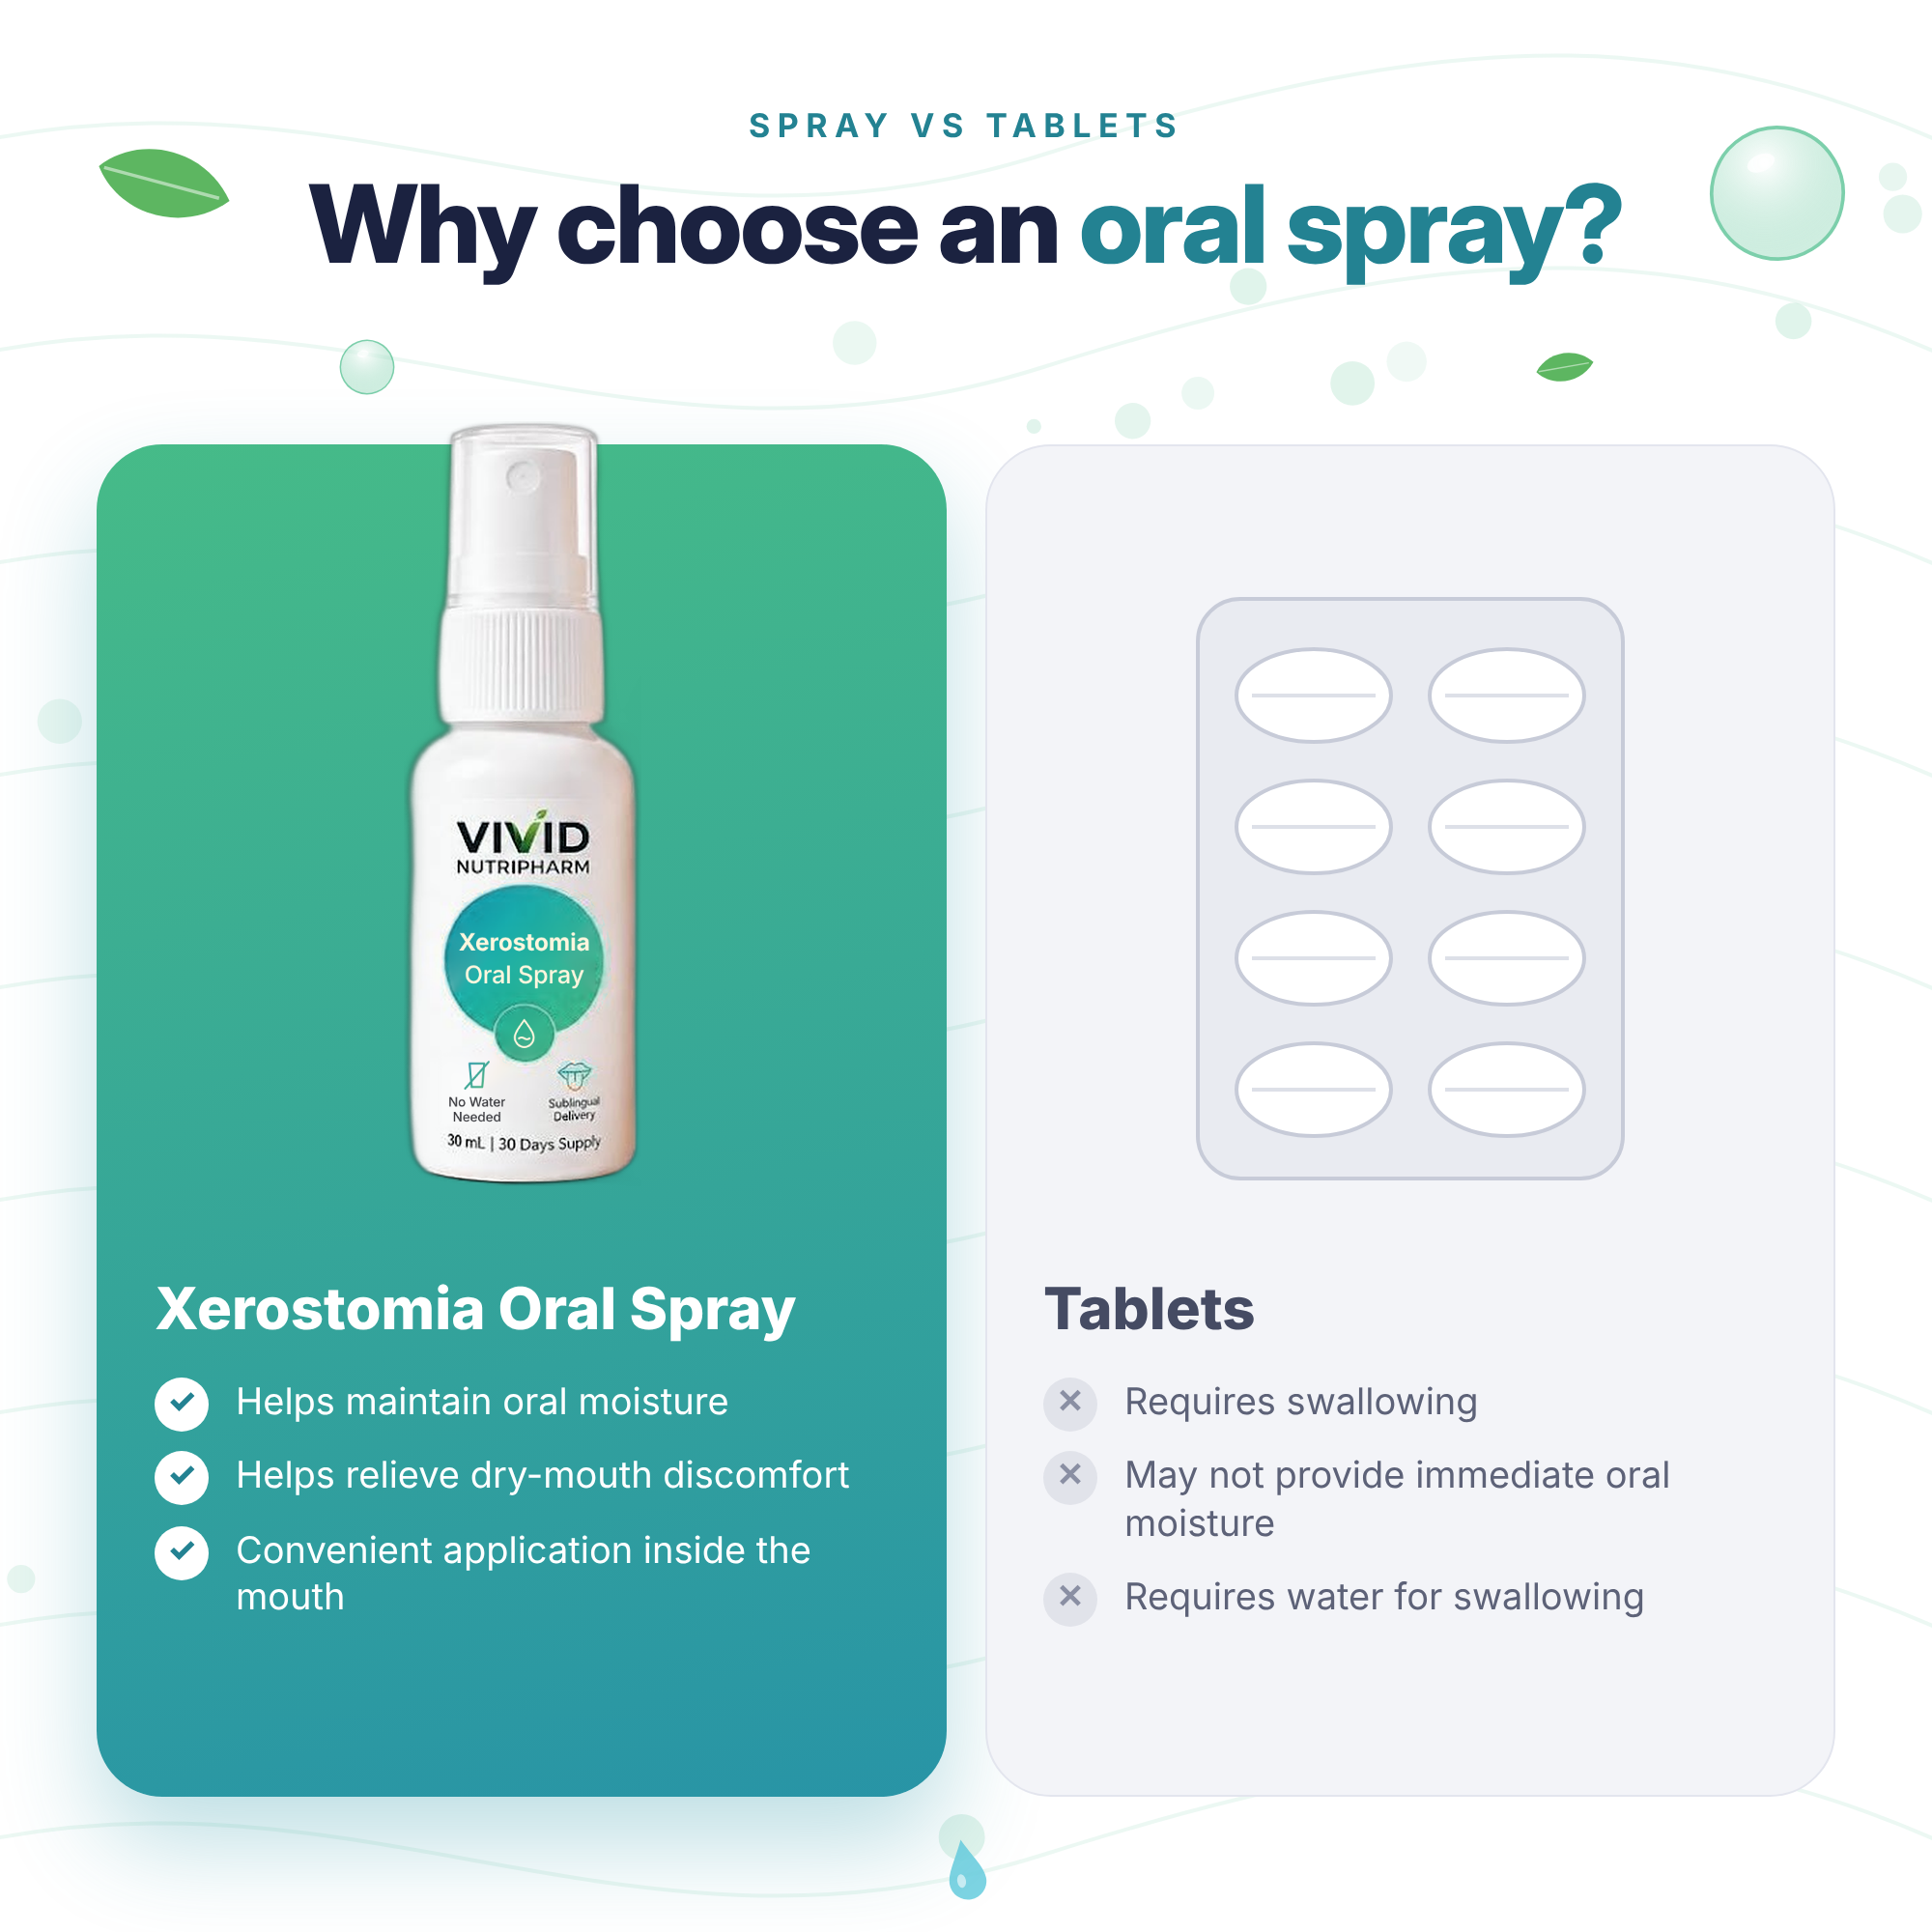 SPRAY VS TABLETS
Why choose an oral spray?
VIVID
NUTRIPHARM
Xerostomia
Oral Spray
No Water
Needed
Sublingual
Delivery
30 mL | 30 Days Supply
Xerostomia Oral Spray
Helps maintain oral moisture
Helps relieve dry-mouth discomfort
Convenient application inside the
mouth
Tablets
Requires swallowing
May not provide immediate oral
moisture
Requires water for swallowing